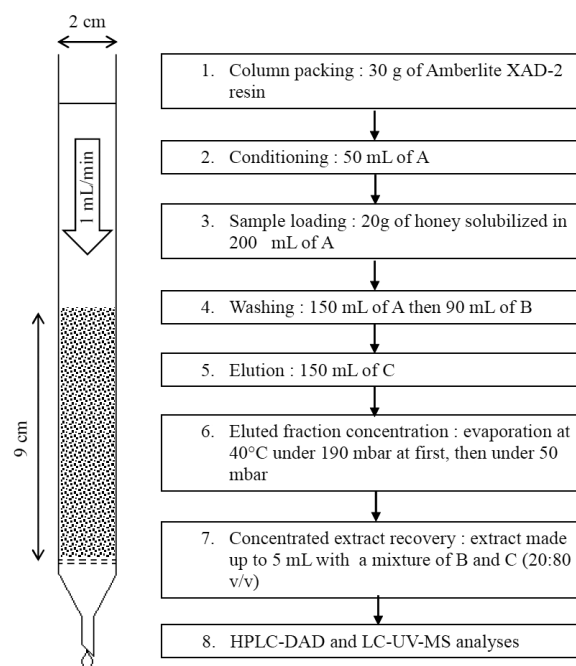 2 cm
1 mL/min
9 cm
1. Column packing : 30 g of Amberlite XAD-2
resin
2. Conditioning : 50 mL of A
3. Sample loading : 20g of honey solubilized in
200 mL of A
4. Washing : 150 mL of A then 90 mL of B
5. Elution : 150 mL of C
6. Eluted fraction concentration : evaporation at
40°C under 190 mbar at first, then under 50
mbar
7. Concentrated extract recovery : extract made
up to 5 mL with a mixture of B and C (20:80
v/v)
8. HPLC-DAD and LC-UV-MS analyses